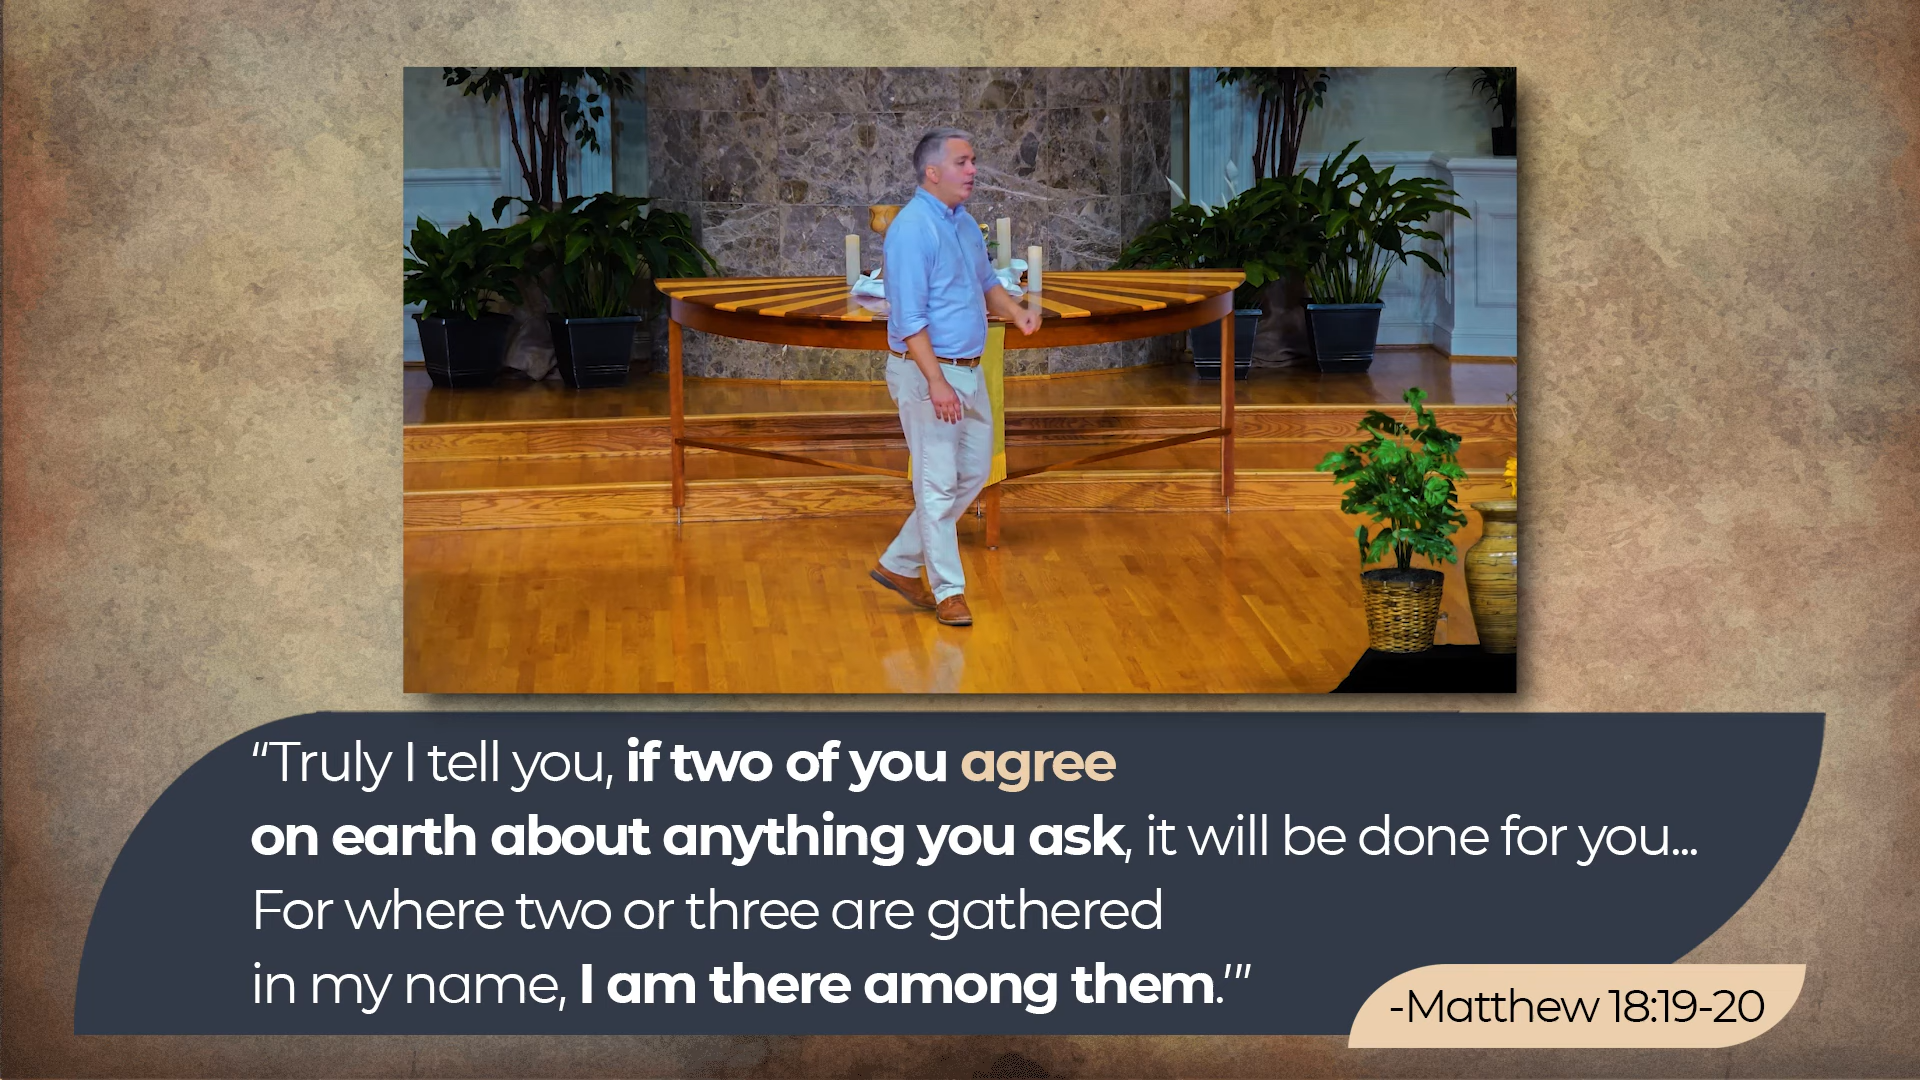 “Truly I tell you, if two of you agree
on earth about anything you ask, it will be done for you...
For where two or three are gathered
in my name, I am there among them.’”
-Matthew 18:19-20